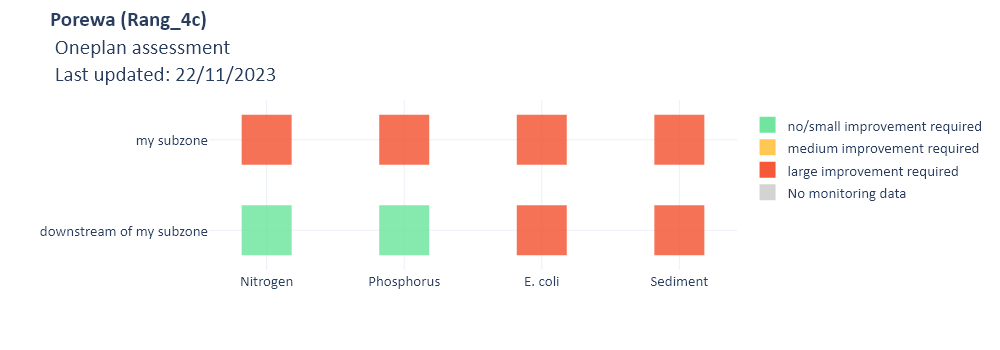 Porewa (Rang_4c)
Oneplan assessment
Last updated: 22/11/2023
my subzone
downstream of my subzone
Nitrogen
Phosphorus
E. coli
Sediment
no/small improvement required
medium improvement required
large improvement required
No monitoring data